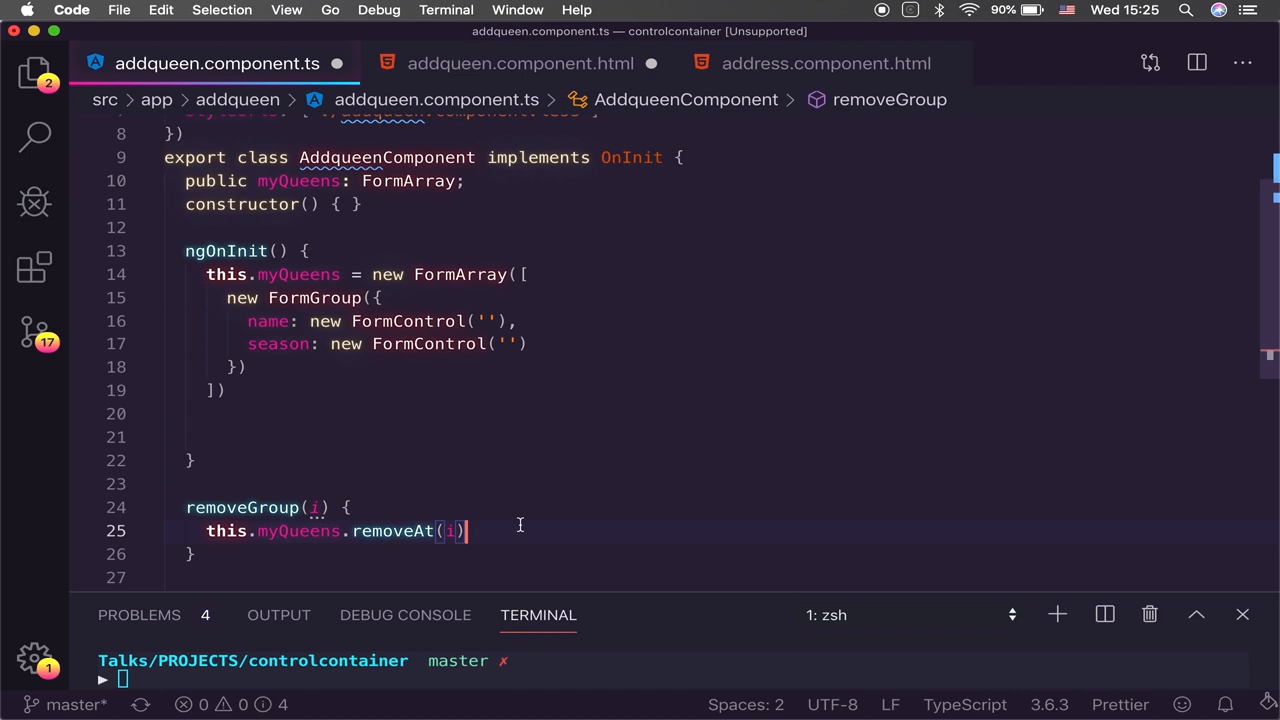 Code File Edit Selection View Go Debug Terminal Window Help 90% Wed 15:25
addqueen.component.ts — controlcontainer [Unsupported]
2 addqueen.component.ts addqueen.component.html address.component.html
src > app > addqueen > addqueen.component.ts > AddqueenComponent > removeGroup
8 })
9 export class AddqueenComponent implements OnInit {
10 public myQueens: FormArray;
11 constructor() { }
12
13 ngOnInit() {
14 this.myQueens = new FormArray([
15 new FormGroup({
16 name: new FormControl(''),
17 season: new FormControl('')
18 })
19 ])
20
21
22 }
23
24 removeGroup(i) {
25 this.myQueens.removeAt(i)
26 }
27
17
PROBLEMS 4 OUTPUT DEBUG CONSOLE TERMINAL 1: zsh
Talks/PROJECTS/controlcontainer master ✗
1
master* 0 0 4 Spaces: 2 UTF-8 LF TypeScript 3.6.3 Prettier